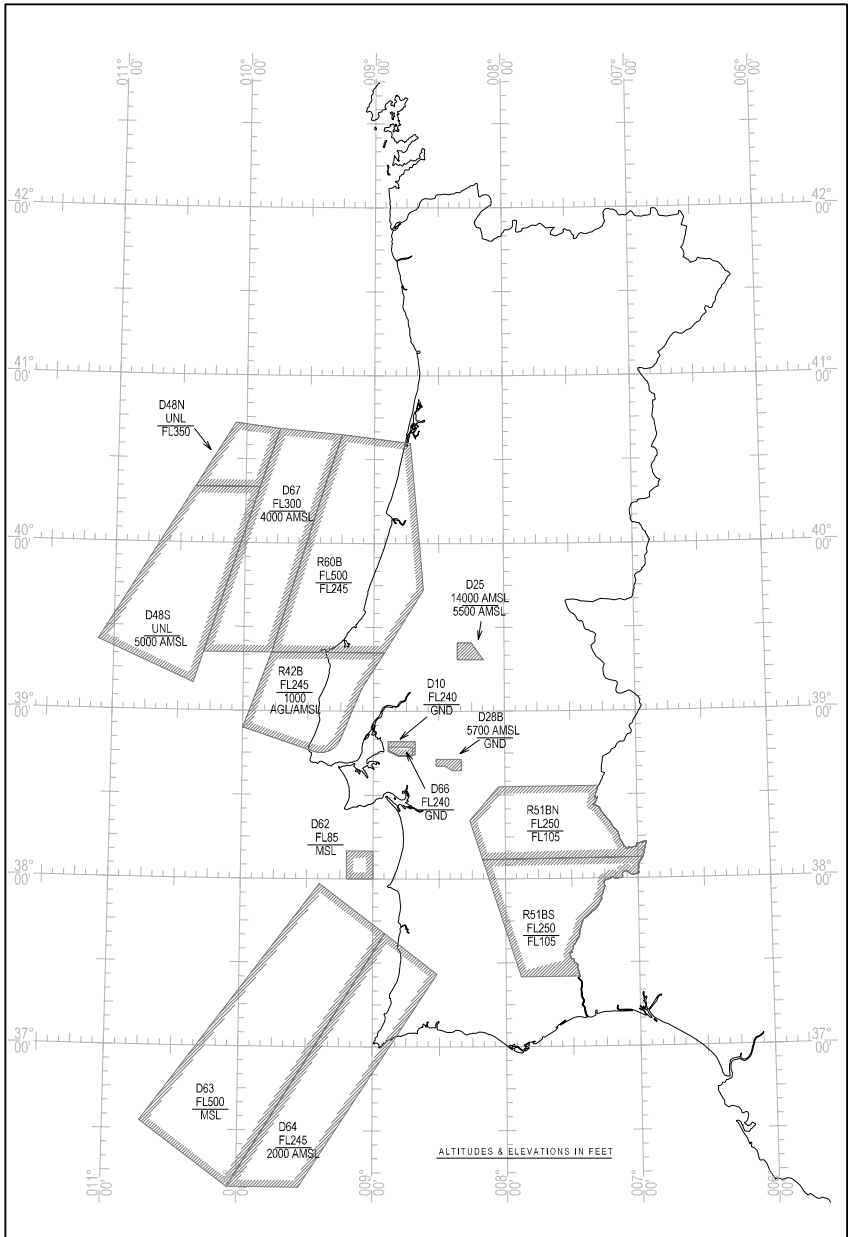 011°
00'
010°
00'
009°
00'
008°
00'
007°
00'
006°
00'
42°
00'
42°
00'
41°
00'
41°
00'
D48N
UNL
FL350
D67
FL300
4000 AMSL
40°
00'
40°
00'
R60B
FL500
FL245
D25
14000 AMSL
5500 AMSL
D48S
UNL
5000 AMSL
R42B
FL245
1000
AGL/AMSL
39°
00'
39°
00'
D10
FL240
GND
D28B
5700 AMSL
GND
D66
FL240
GND
D62
FL85
MSL
R51BN
FL250
FL105
38°
00'
38°
00'
R51BS
FL250
FL105
37°
00'
37°
00'
D63
FL500
MSL
D64
FL245
2000 AMSL
ALTITUDES & ELEVATIONS IN FEET
011°
00'
010°
00'
009°
00'
008°
00'
007°
00'
006°
00'